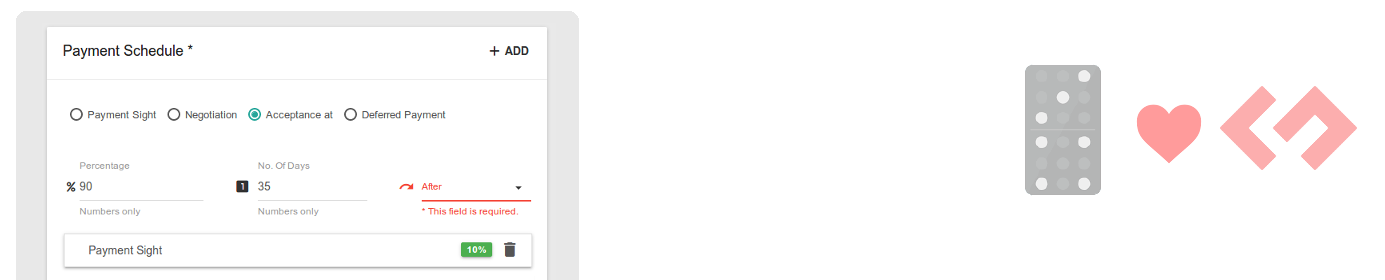 Payment Schedule *
+ ADD
Payment Sight Negotiation Acceptance at Deferred Payment
Percentage No. Of Days
% 90 1 35 After
Numbers only Numbers only * This field is required.
Payment Sight 10%